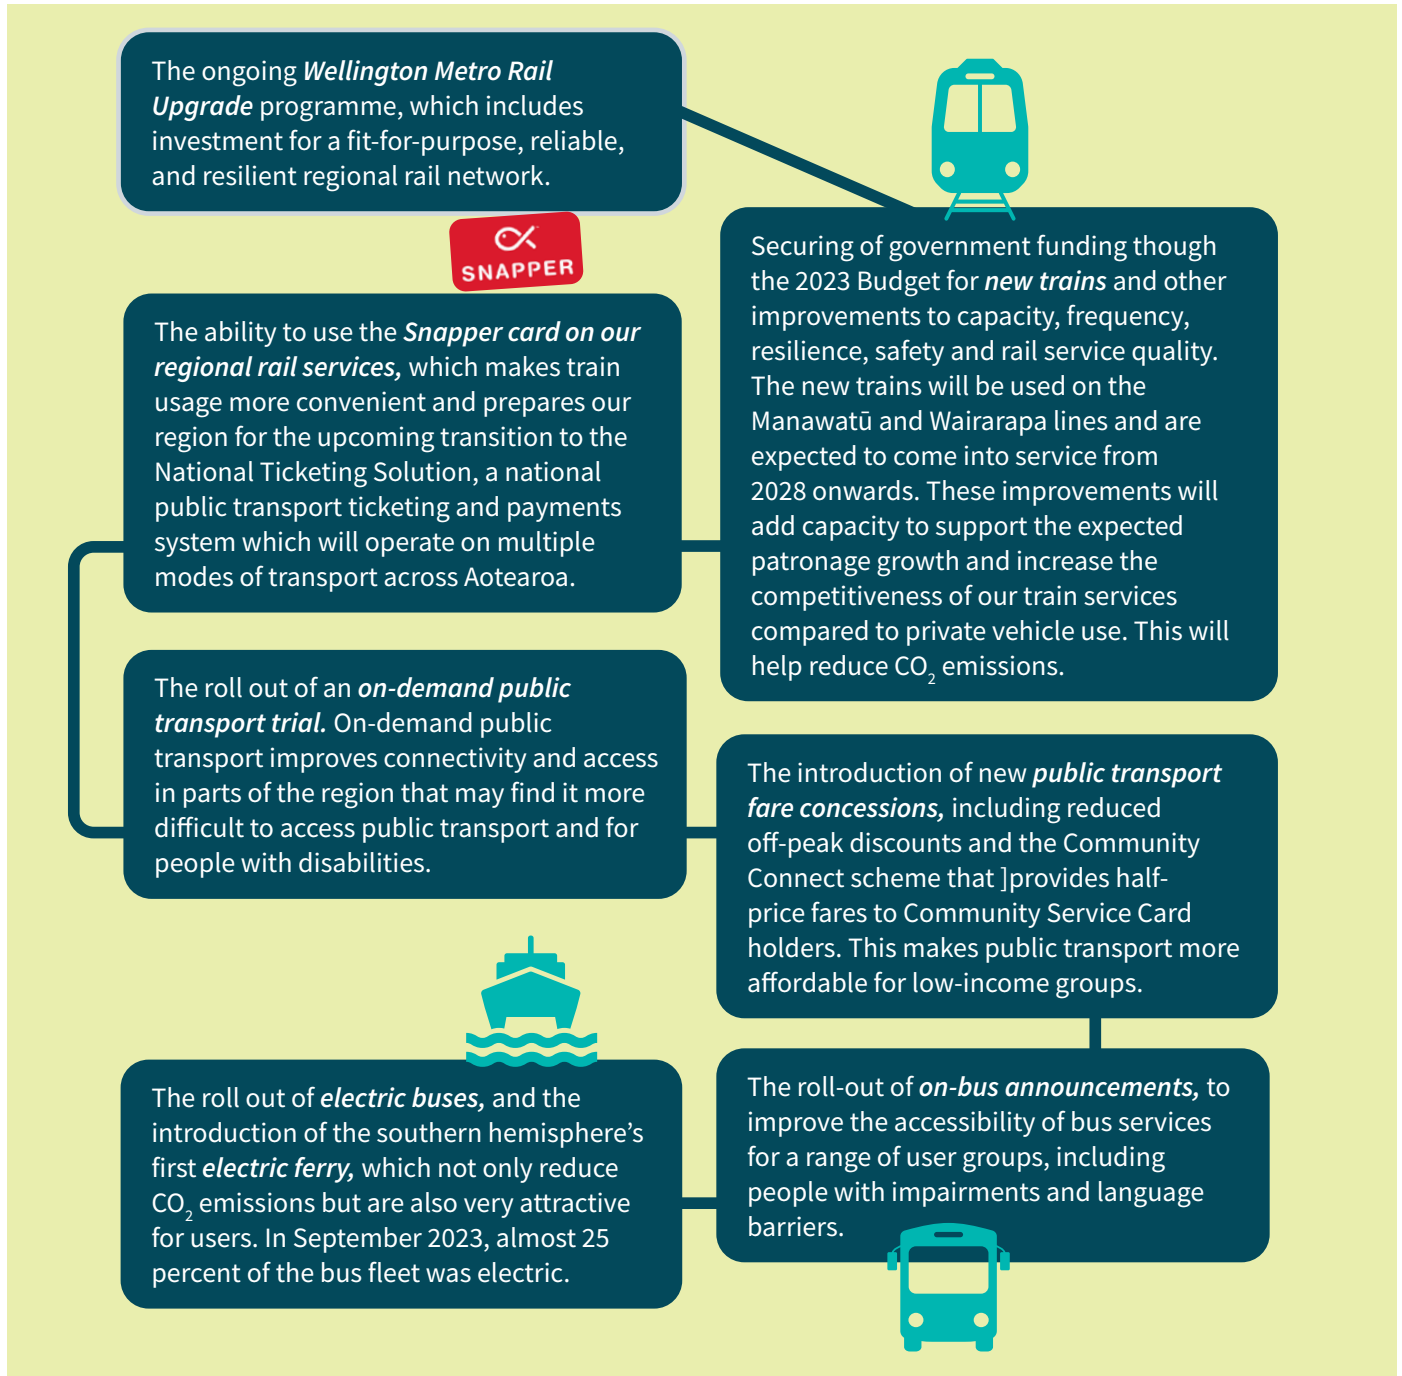 The ongoing Wellington Metro Rail
Upgrade programme, which includes
investment for a fit-for-purpose, reliable,
and resilient regional rail network.
SNAPPER
Securing of government funding though
the 2023 Budget for new trains and other
improvements to capacity, frequency,
resilience, safety and rail service quality.
The new trains will be used on the
Manawatū and Wairarapa lines and are
expected to come into service from
2028 onwards. These improvements will
add capacity to support the expected
patronage growth and increase the
competitiveness of our train services
compared to private vehicle use. This will
help reduce CO₂ emissions.
The ability to use the Snapper card on our
regional rail services, which makes train
usage more convenient and prepares our
region for the upcoming transition to the
National Ticketing Solution, a national
public transport ticketing and payments
system which will operate on multiple
modes of transport across Aotearoa.
The roll out of an on-demand public
transport trial. On-demand public
transport improves connectivity and access
in parts of the region that may find it more
difficult to access public transport and for
people with disabilities.
The introduction of new public transport
fare concessions, including reduced
off-peak discounts and the Community
Connect scheme that ]provides half-
price fares to Community Service Card
holders. This makes public transport more
affordable for low-income groups.
The roll-out of on-bus announcements, to
improve the accessibility of bus services
for a range of user groups, including
people with impairments and language
barriers.
The roll out of electric buses, and the
introduction of the southern hemisphere’s
first electric ferry, which not only reduce
CO₂ emissions but are also very attractive
for users. In September 2023, almost 25
percent of the bus fleet was electric.